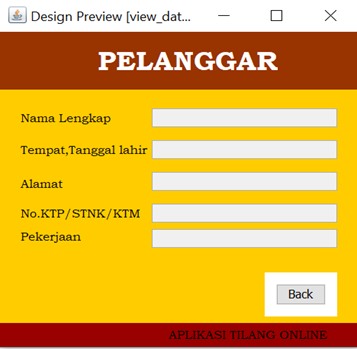 Design Preview [view_dat...
PELANGGAR
Nama Lengkap
Tempat,Tanggal lahir
Alamat
No.KTP/STNK/KTM
Pekerjaan
Back
APLIKASI TILANG ONLINE